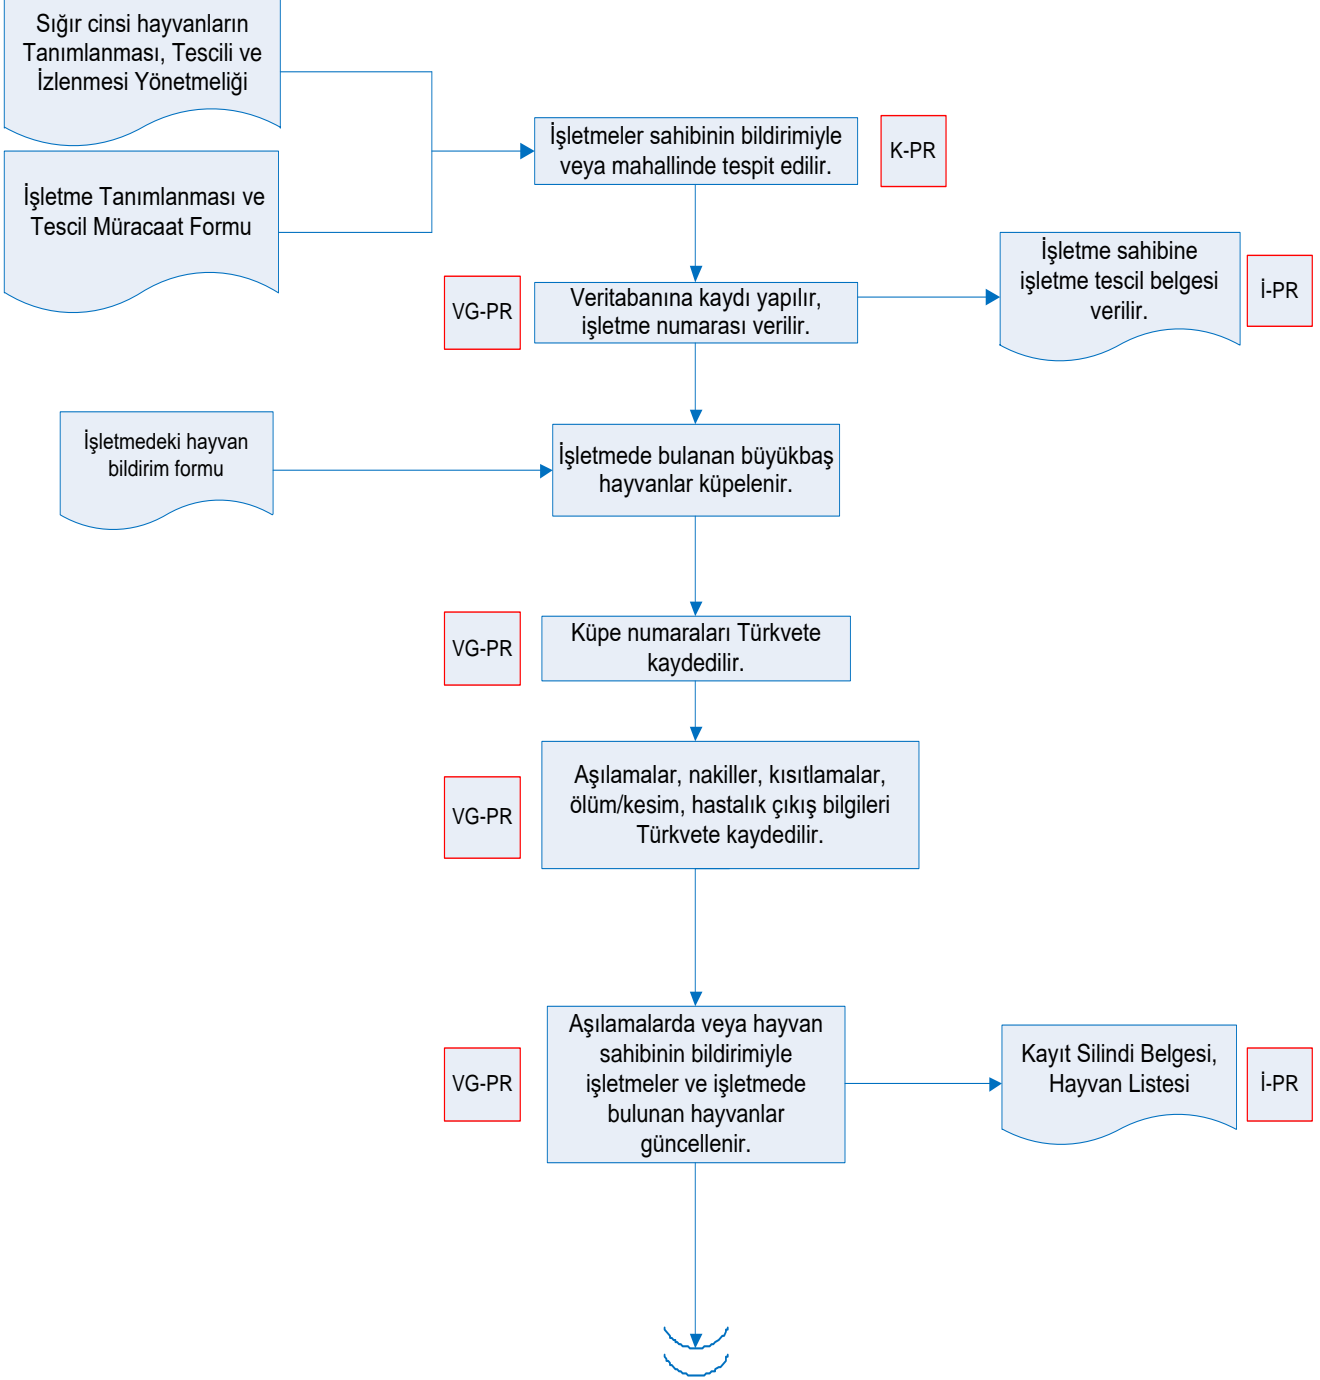 Sığır cinsi hayvanların
Tanımlanması, Tescili ve
İzlenmesi Yönetmeliği
İşletmeler sahibinin bildirimiyle
veya mahallinde tespit edilir.
K-PR
İşletme Tanımlanması ve
Tescil Müracaat Formu
VG-PR
Veritabanına kaydı yapılır,
işletme numarası verilir.
İşletme sahibine
işletme tescil belgesi
verilir.
İ-PR
İşletmedeki hayvan
bildirim formu
İşletmede bulanan büyükbaş
hayvanlar küpelenir.
VG-PR
Küpe numaraları Türkvete
kaydedilir.
VG-PR
Aşılamalar, nakiller, kısıtlamalar,
ölüm/kesim, hastalık çıkış bilgileri
Türkvete kaydedilir.
VG-PR
Aşılamalarda veya hayvan
sahibinin bildirimiyle
işletmeler ve işletmede
bulunan hayvanlar
güncellenir.
Kayıt Silindi Belgesi,
Hayvan Listesi
İ-PR